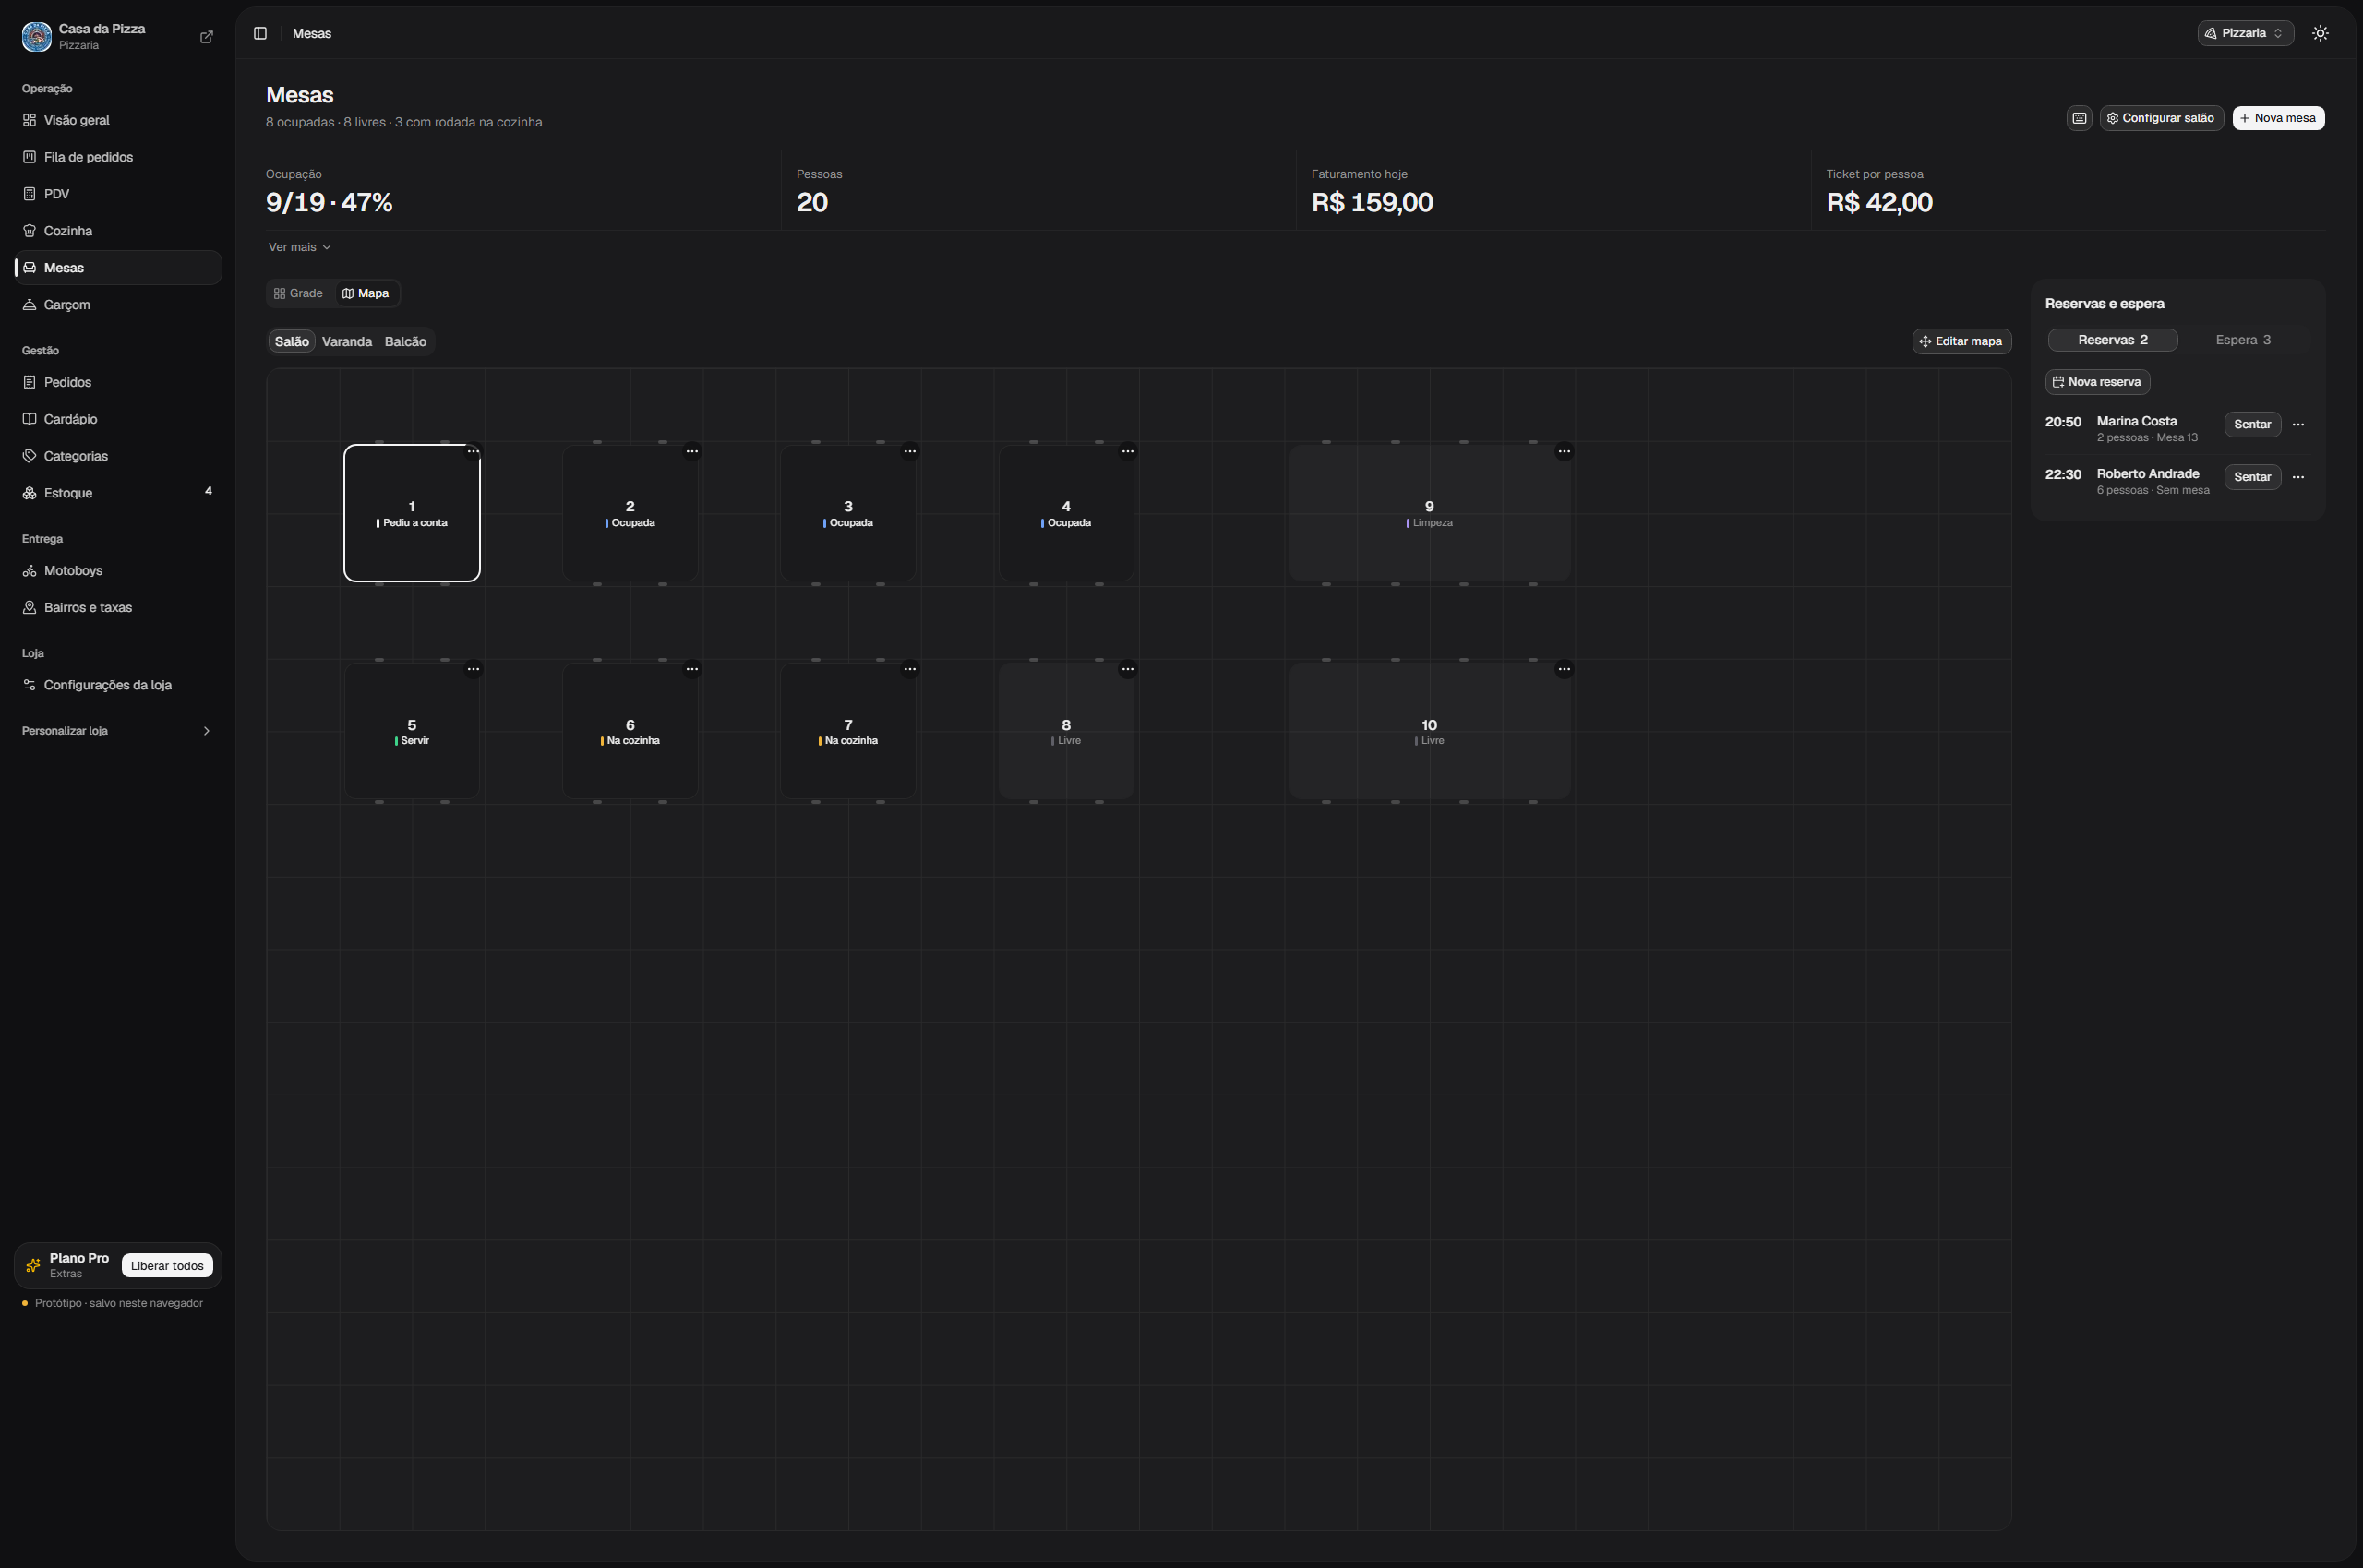 Casa da Pizza
Pizzaria
Operação
Visão geral
Fila de pedidos
PDV
Cozinha
Mesas
Garçom
Gestão
Pedidos
Cardápio
Categorias
Estoque 4
Entrega
Motoboys
Bairros e taxas
Loja
Configurações da loja
Personalizar loja
Plano Pro
Extras
Liberar todos
Protótipo · salvo neste navegador
Mesas
Pizzaria
Mesas
8 ocupadas · 8 livres · 3 com rodada na cozinha
Configurar salão
+ Nova mesa
Ocupação
9/19 · 47%
Pessoas
20
Faturamento hoje
R$ 159,00
Ticket por pessoa
R$ 42,00
Ver mais
Grade Mapa
Salão Varanda Balcão
Editar mapa
1
Pediu a conta
2
Ocupada
3
Ocupada
4
Ocupada
9
Limpeza
5
Servir
6
Na cozinha
7
Na cozinha
8
Livre
10
Livre
Reservas e espera
Reservas 2 Espera 3
Nova reserva
20:50 Marina Costa
2 pessoas · Mesa 13
Sentar
22:30 Roberto Andrade
6 pessoas · Sem mesa
Sentar